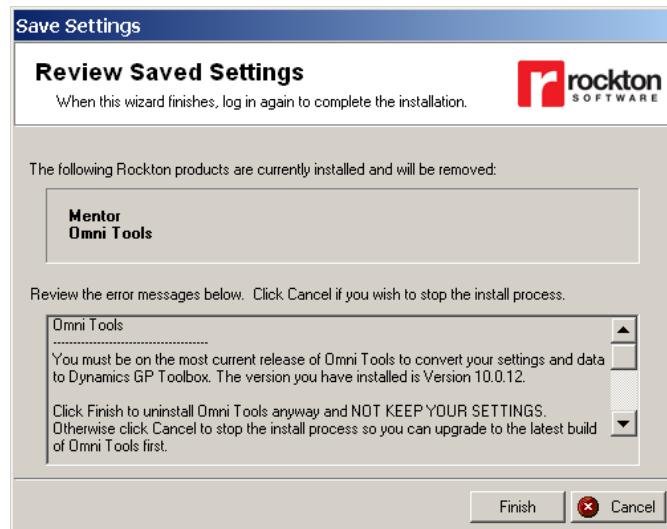 Save Settings
Review Saved Settings
When this wizard finishes, log in again to complete the installation.
rockton
SOFTWARE
The following Rockton products are currently installed and will be removed:
Mentor
Omni Tools
Review the error messages below.  Click Cancel if you wish to stop the install process.
Omni Tools
-------------------------------------
You must be on the most current release of Omni Tools to convert your settings and data
to Dynamics GP Toolbox. The version you have installed is Version 10.0.12.
Click Finish to uninstall Omni Tools anyway and NOT KEEP YOUR SETTINGS.
Otherwise click Cancel to stop the install process so you can upgrade to the latest build
of Omni Tools first.
Finish
Cancel